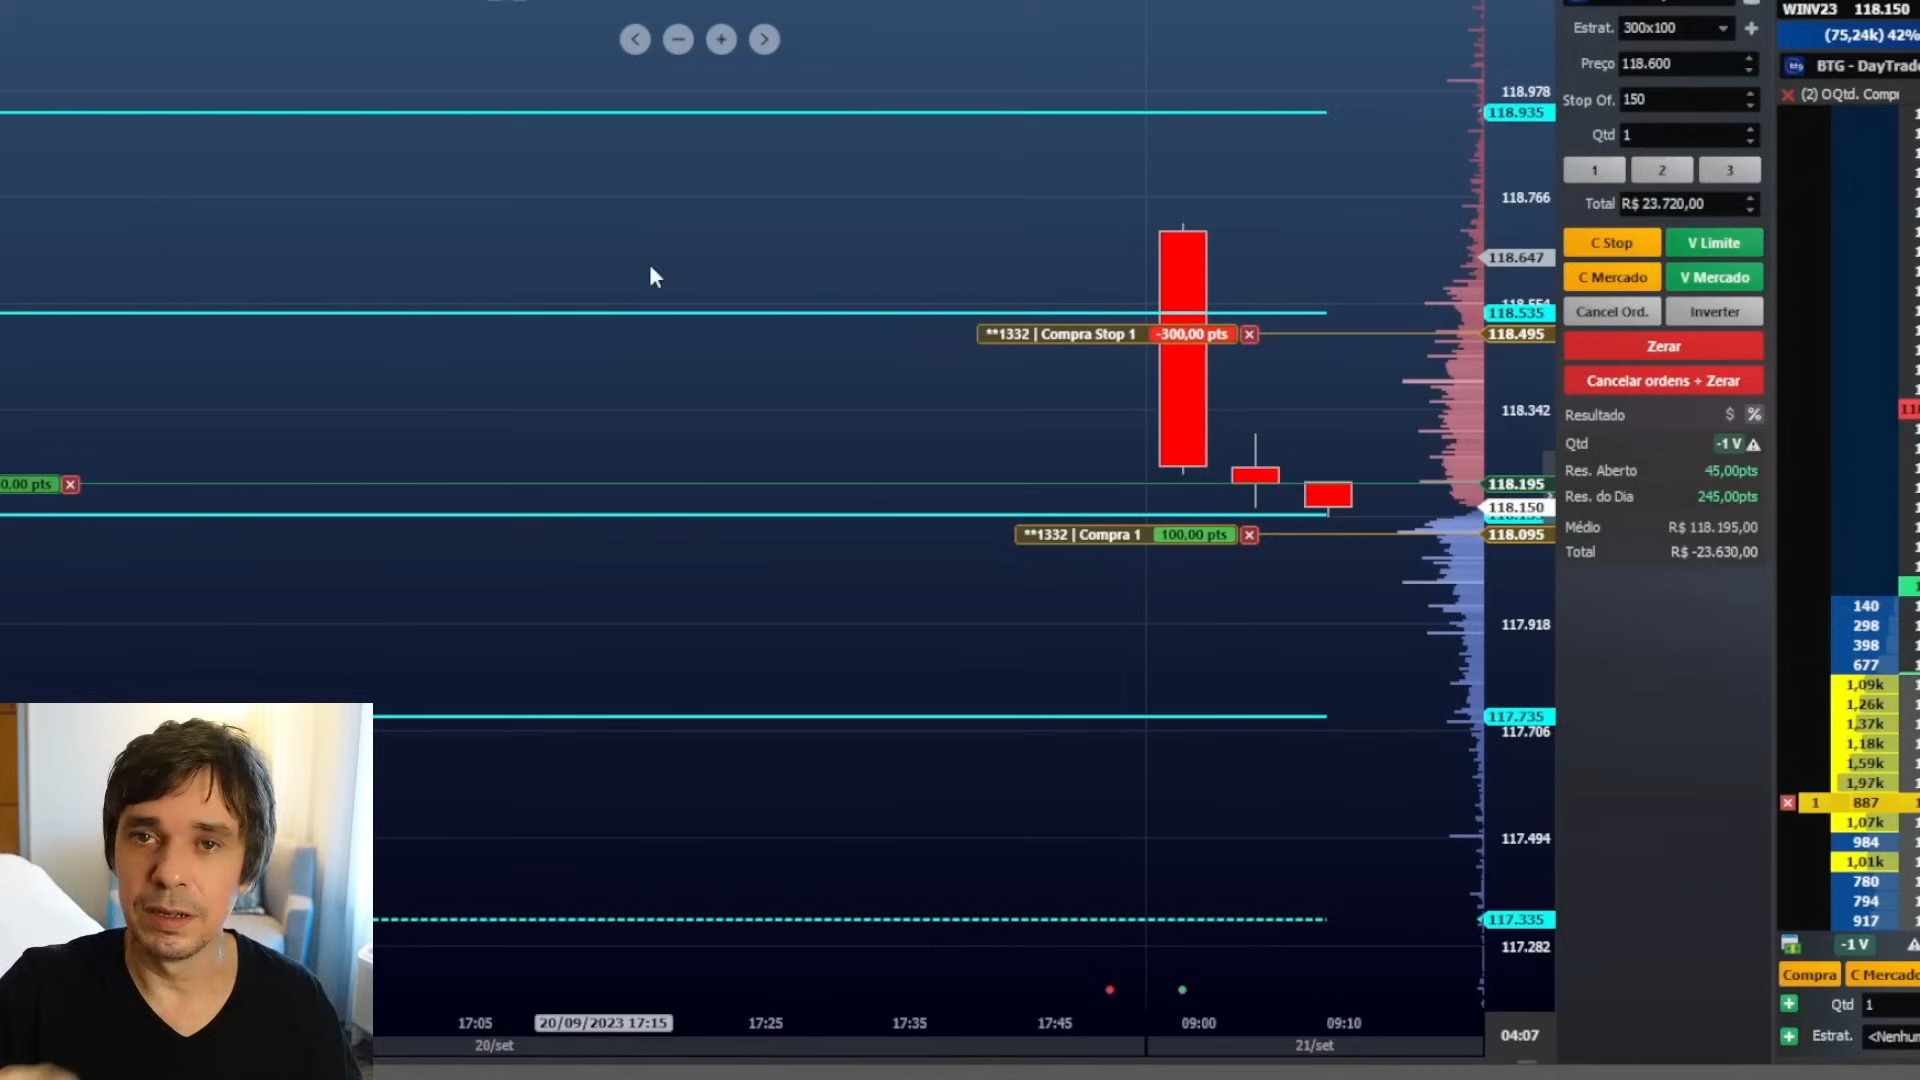 118.978
118.935
118.766
118.647
118.535
**1332 | Compra Stop 1 -300,00 pts
118.495
118.342
0,00 pts
118.195
118.150
**1332 | Compra 1 100,00 pts
118.095
117.918
117.735
117.706
117.494
117.335
117.282
17:05 20/09/2023 17:15 17:25 17:35 17:45 09:00 09:10
20/set 21/set
04:07
Estrat. 300x100
Preço 118.600
Stop Of. 150
Qtd 1
1 2 3
Total R$ 23.720,00
C Stop V Limite
C Mercado V Mercado
Cancel Ord. Inverter
Zerar
Cancelar ordens + Zerar
Resultado $ %
Qtd -1 V
Res. Aberto 45,00pts
Res. do Dia 245,00pts
Médio R$ 118.195,00
Total R$ -23.630,00
WINV23 118.150
(75,24k) 42%
btg BTG - DayTrade
(2) OQtd. Compr
140
298
398
677
1,09k
1,26k
1,37k
1,18k
1,59k
1,97k
1 887
1,07k
984
1,01k
780
794
917
-1 V
Compra C Mercado
Qtd 1
Estrat. <Nenhum